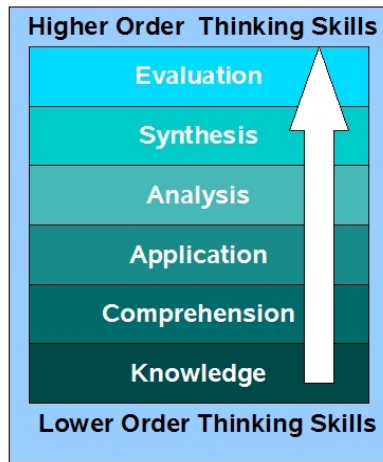 Higher Order Thinking Skills
Evaluation
Synthesis
Analysis
Application
Comprehension
Knowledge
Lower Order Thinking Skills